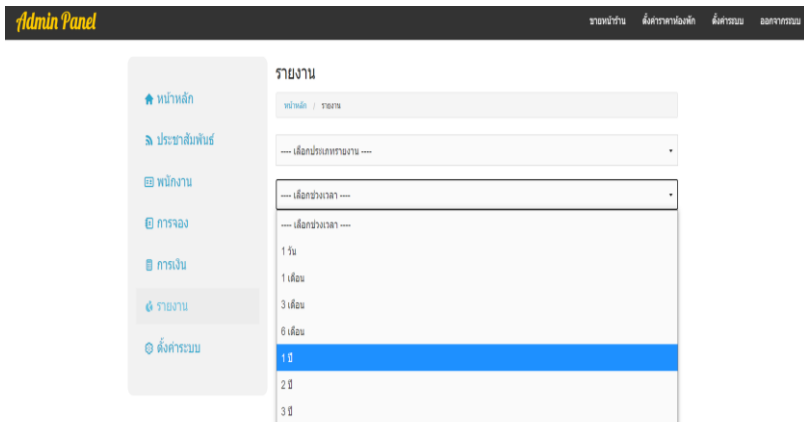 Admin Panel
ขายหน้าร้าน ตั้งค่าราคาห้องพัก ตั้งค่าระบบ ออกจากระบบ
หน้าหลัก
ประชาสัมพันธ์
พนักงาน
การจอง
การเงิน
รายงาน
ตั้งค่าระบบ
รายงาน
หน้าหลัก / รายงาน
---- เลือกประเภทรายงาน ----
---- เลือกช่วงเวลา ----
---- เลือกช่วงเวลา ----
1 วัน
1 เดือน
3 เดือน
6 เดือน
1 ปี
2 ปี
3 ปี